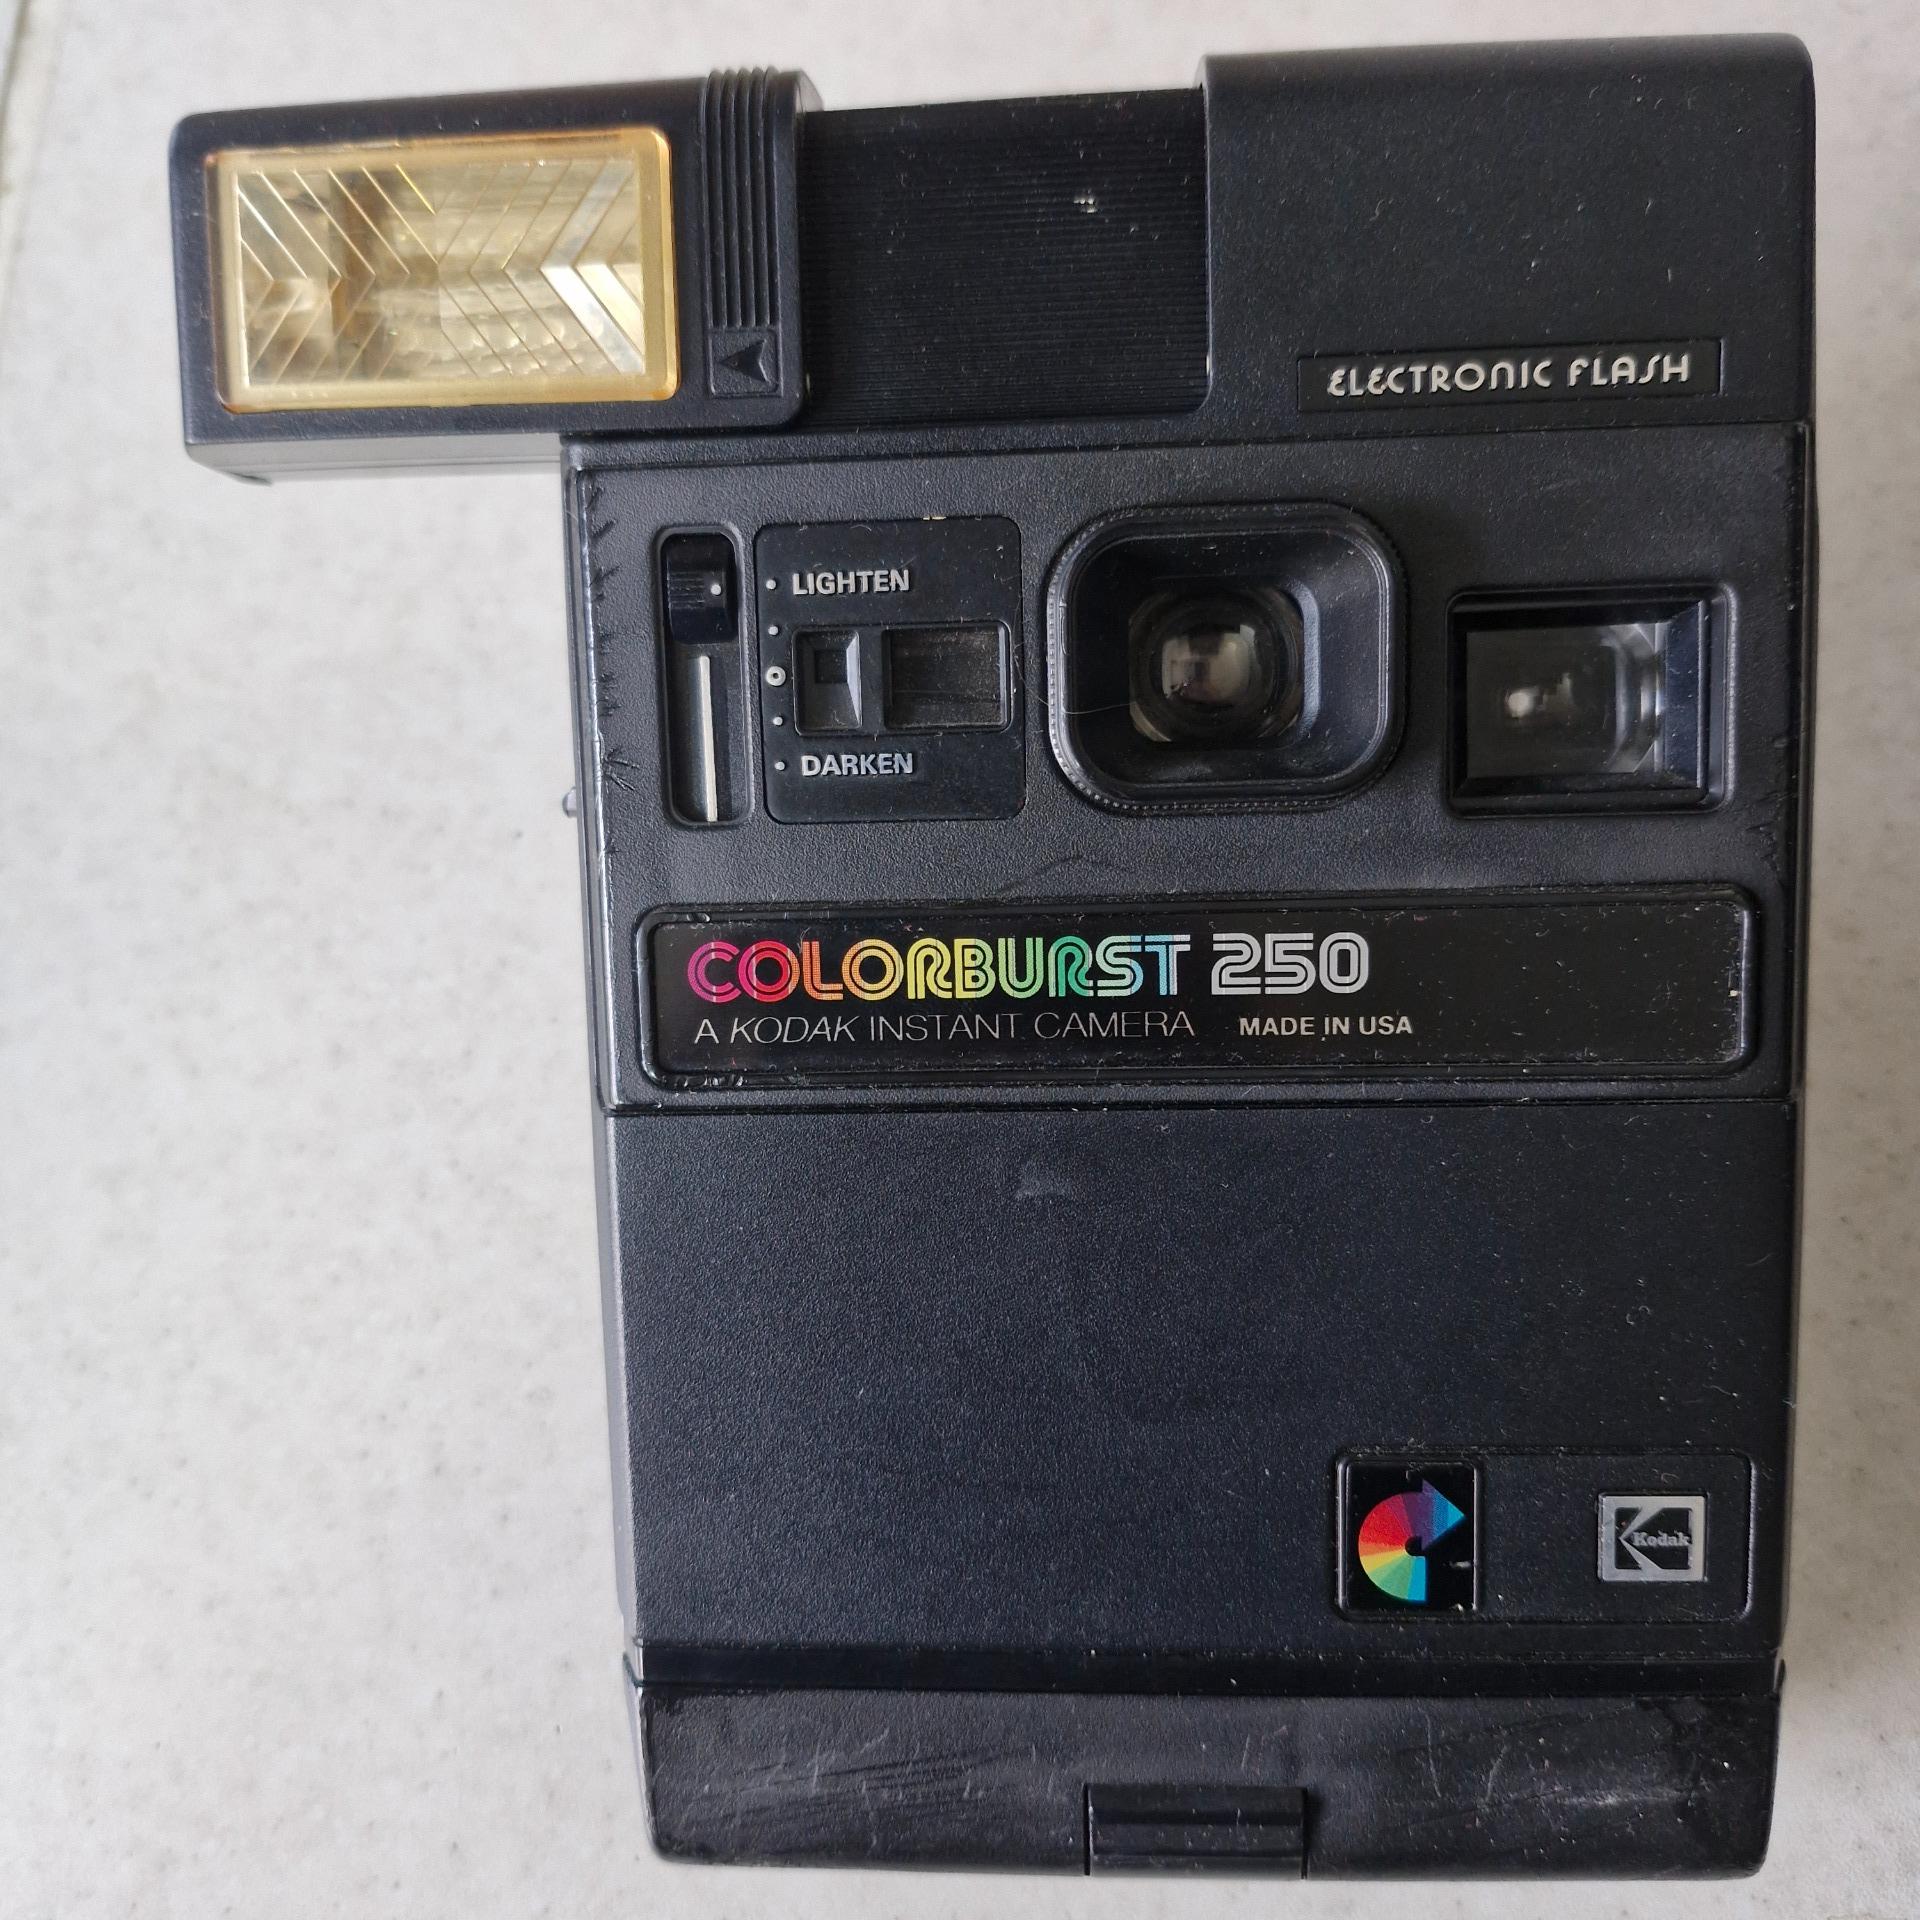 ELECTRONIC FLASH
LIGHTEN
DARKEN
COLORBURST 250
A KODAK INSTANT CAMERA MADE IN USA
Kodak